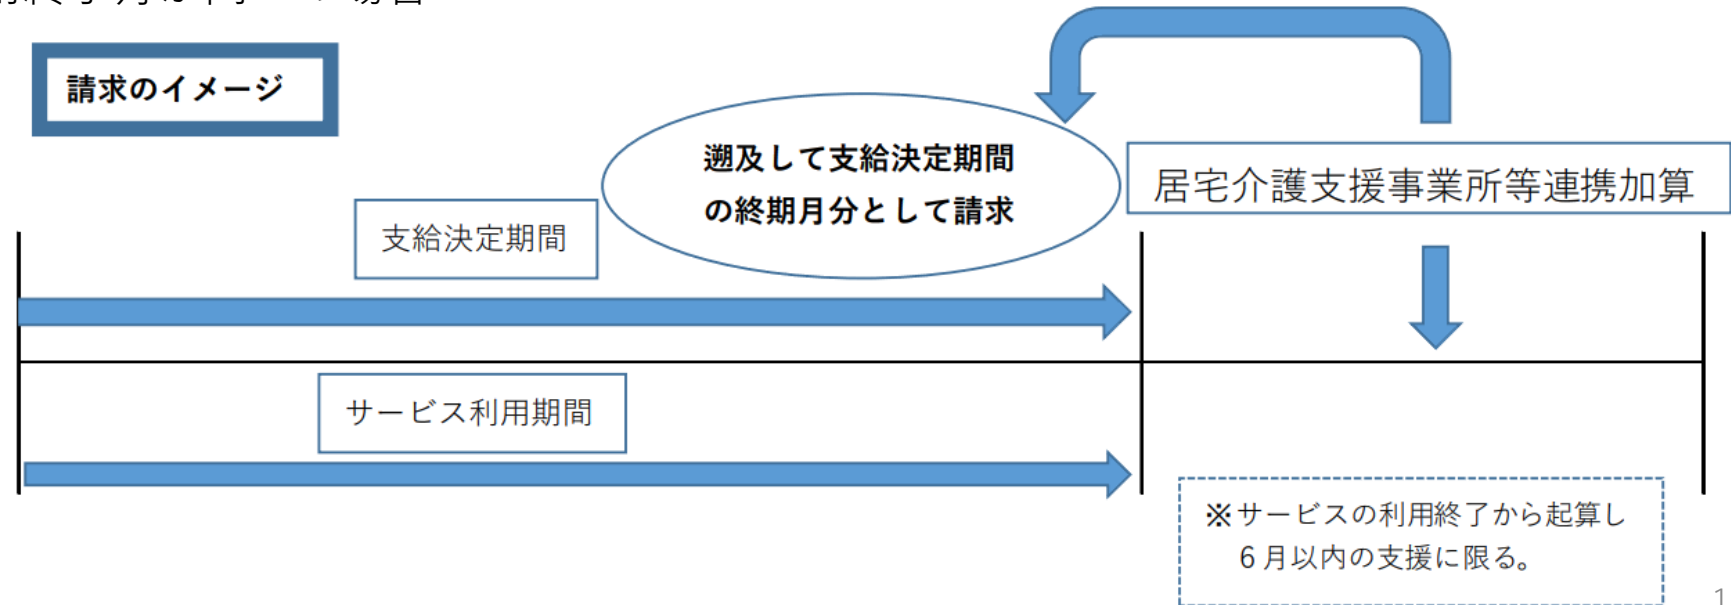 請求のイメージ
遡及して支給決定期間
の終期月分として請求
居宅介護支援事業所等連携加算
支給決定期間
サービス利用期間
※サービスの利用終了から起算し
６月以内の支援に限る。
1